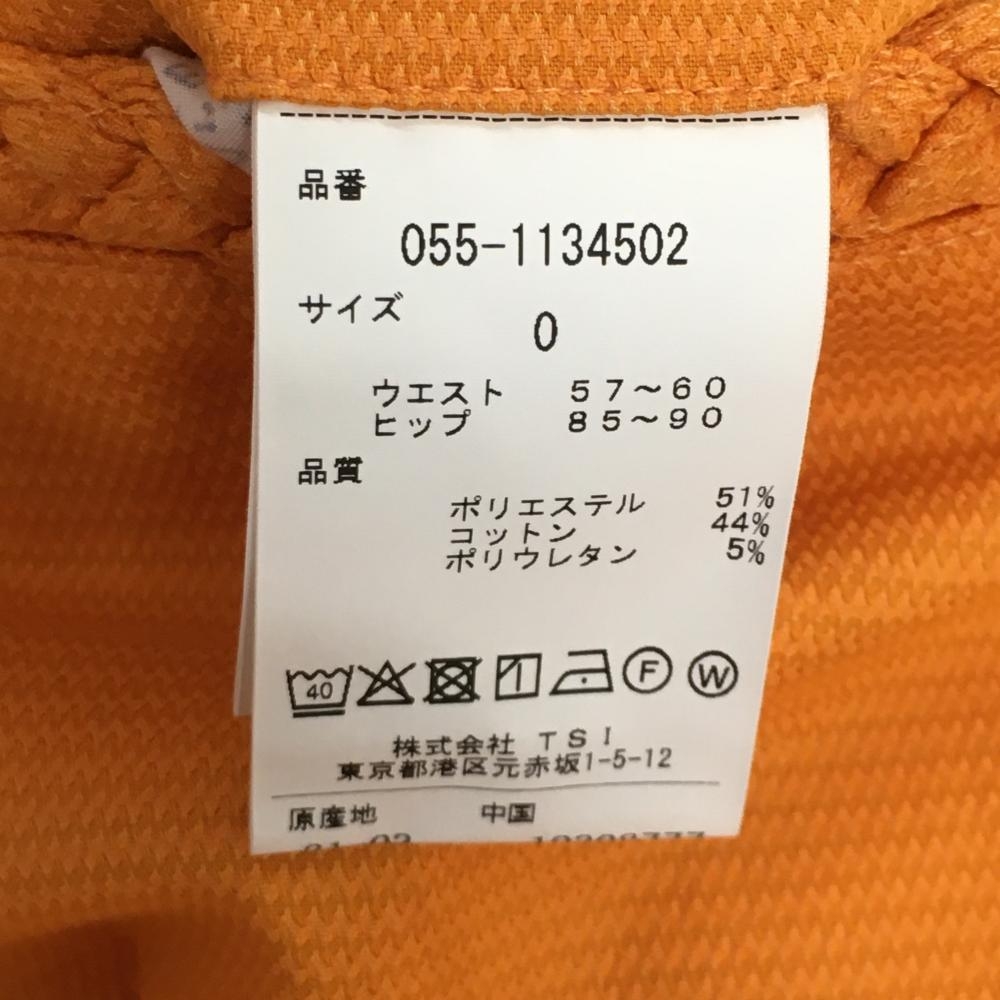 品番
055-1134502
サイズ
0
ウエスト 57～60
ヒップ 85～90
品質
ポリエステル 51%
コットン 44%
ポリウレタン 5%
40 F W
株式会社 TSI
東京都港区元赤坂1-5-12
原産地 中国